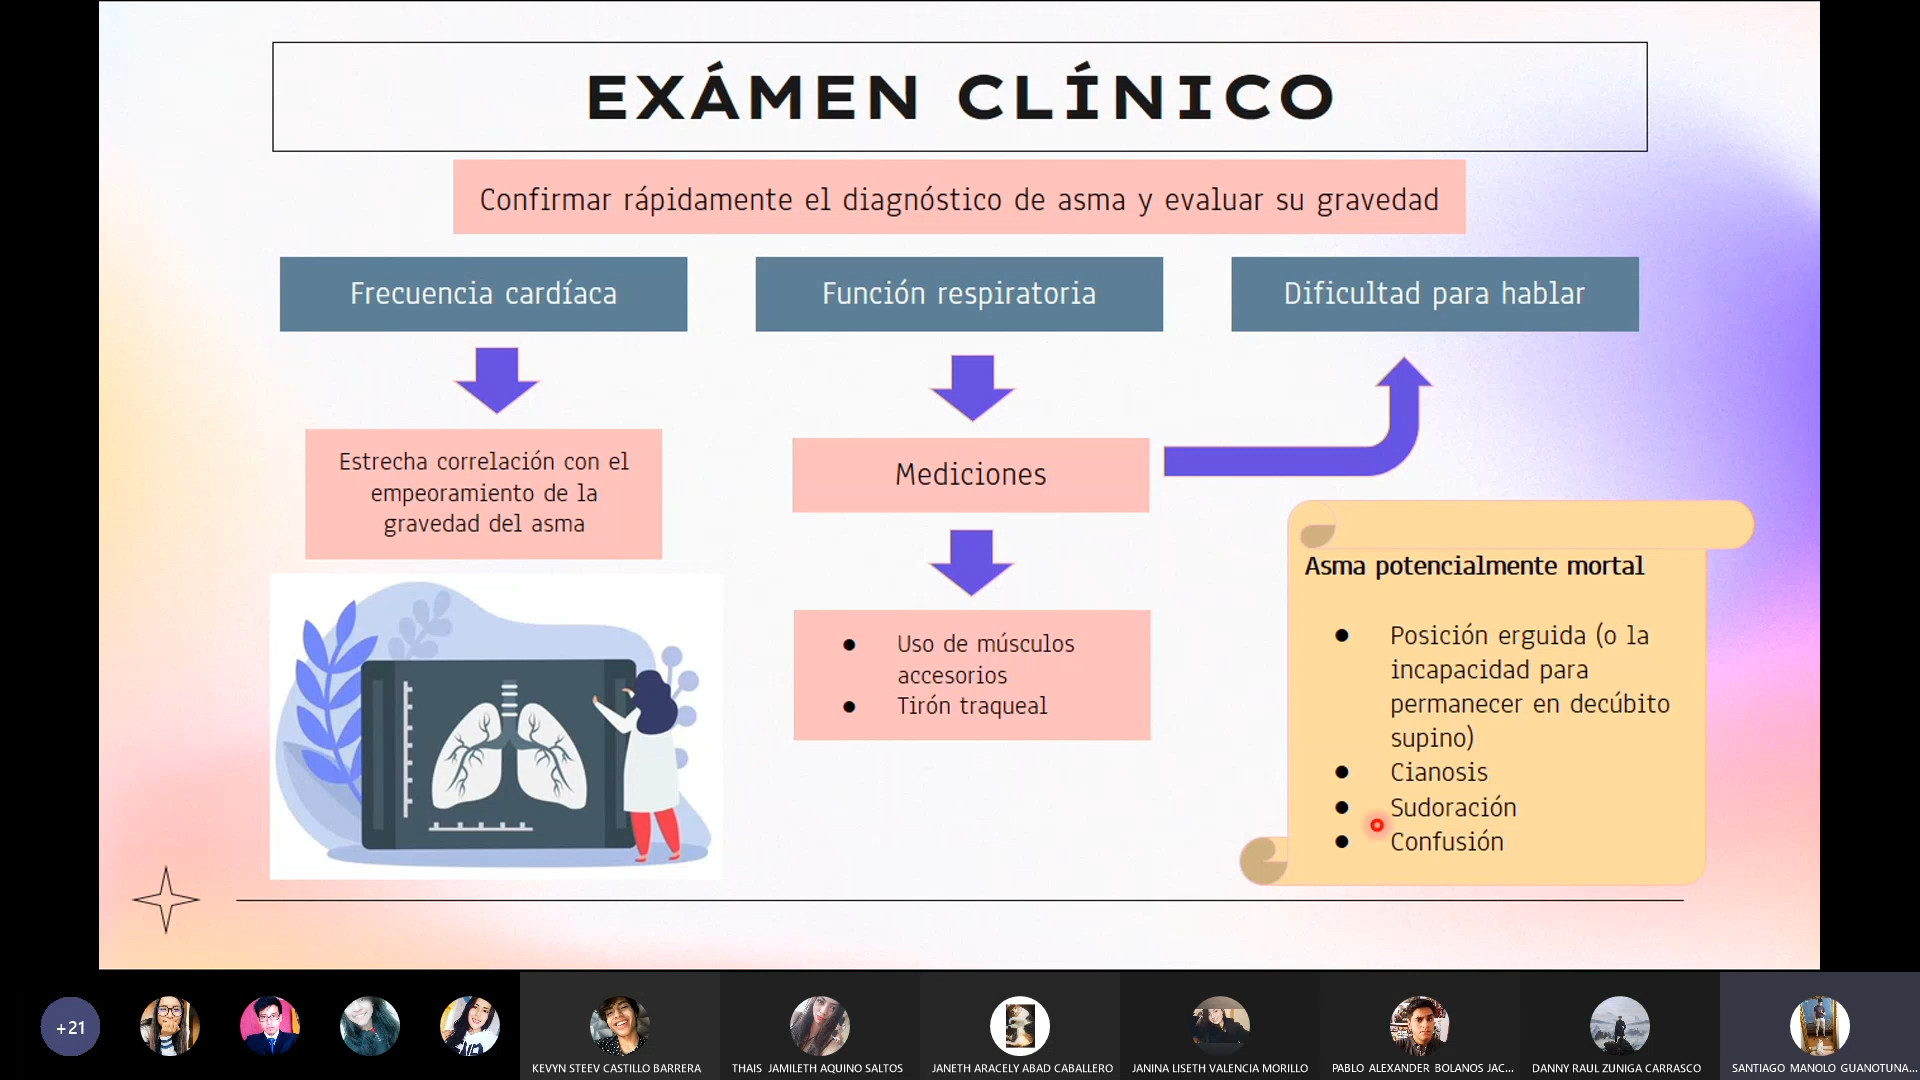 EXÁMEN CLÍNICO
Confirmar rápidamente el diagnóstico de asma y evaluar su gravedad
Frecuencia cardíaca
Función respiratoria
Dificultad para hablar
Estrecha correlación con el
empeoramiento de la
gravedad del asma
Mediciones
● Uso de músculos
accesorios
● Tirón traqueal
Asma potencialmente mortal
● Posición erguida (o la
incapacidad para
permanecer en decúbito
supino)
● Cianosis
● Sudoración
● Confusión
+21
KEVYN STEEV CASTILLO BARRERA
THAIS JAMILETH AQUINO SALTOS
JANETH ARACELY ABAD CABALLERO
JANINA LISETH VALENCIA MORILLO
PABLO ALEXANDER BOLANOS JAC...
DANNY RAUL ZUNIGA CARRASCO
SANTIAGO MANOLO GUANOTUNA...